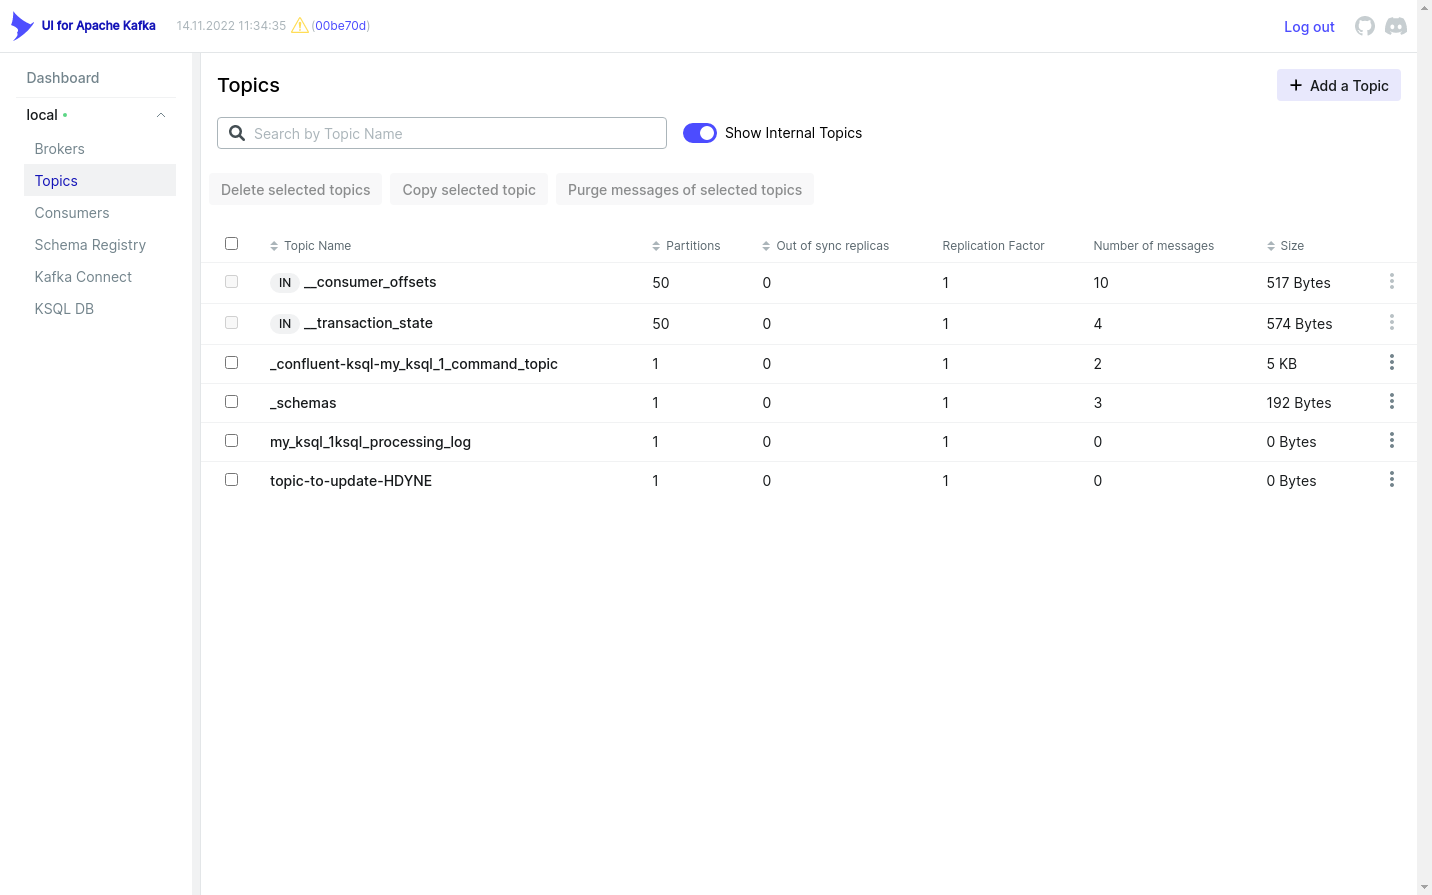 UI for Apache Kafka 14.11.2022 11:34:35 (00be70d) Log out
Dashboard
local
Brokers
Topics
Consumers
Schema Registry
Kafka Connect
KSQL DB
Topics
Add a Topic
Search by Topic Name
Show Internal Topics
Delete selected topics Copy selected topic Purge messages of selected topics
Topic Name Partitions Out of sync replicas Replication Factor Number of messages Size
IN __consumer_offsets 50 0 1 10 517 Bytes
IN __transaction_state 50 0 1 4 574 Bytes
_confluent-ksql-my_ksql_1_command_topic 1 0 1 2 5 KB
_schemas 1 0 1 3 192 Bytes
my_ksql_1ksql_processing_log 1 0 1 0 0 Bytes
topic-to-update-HDYNE 1 0 1 0 0 Bytes